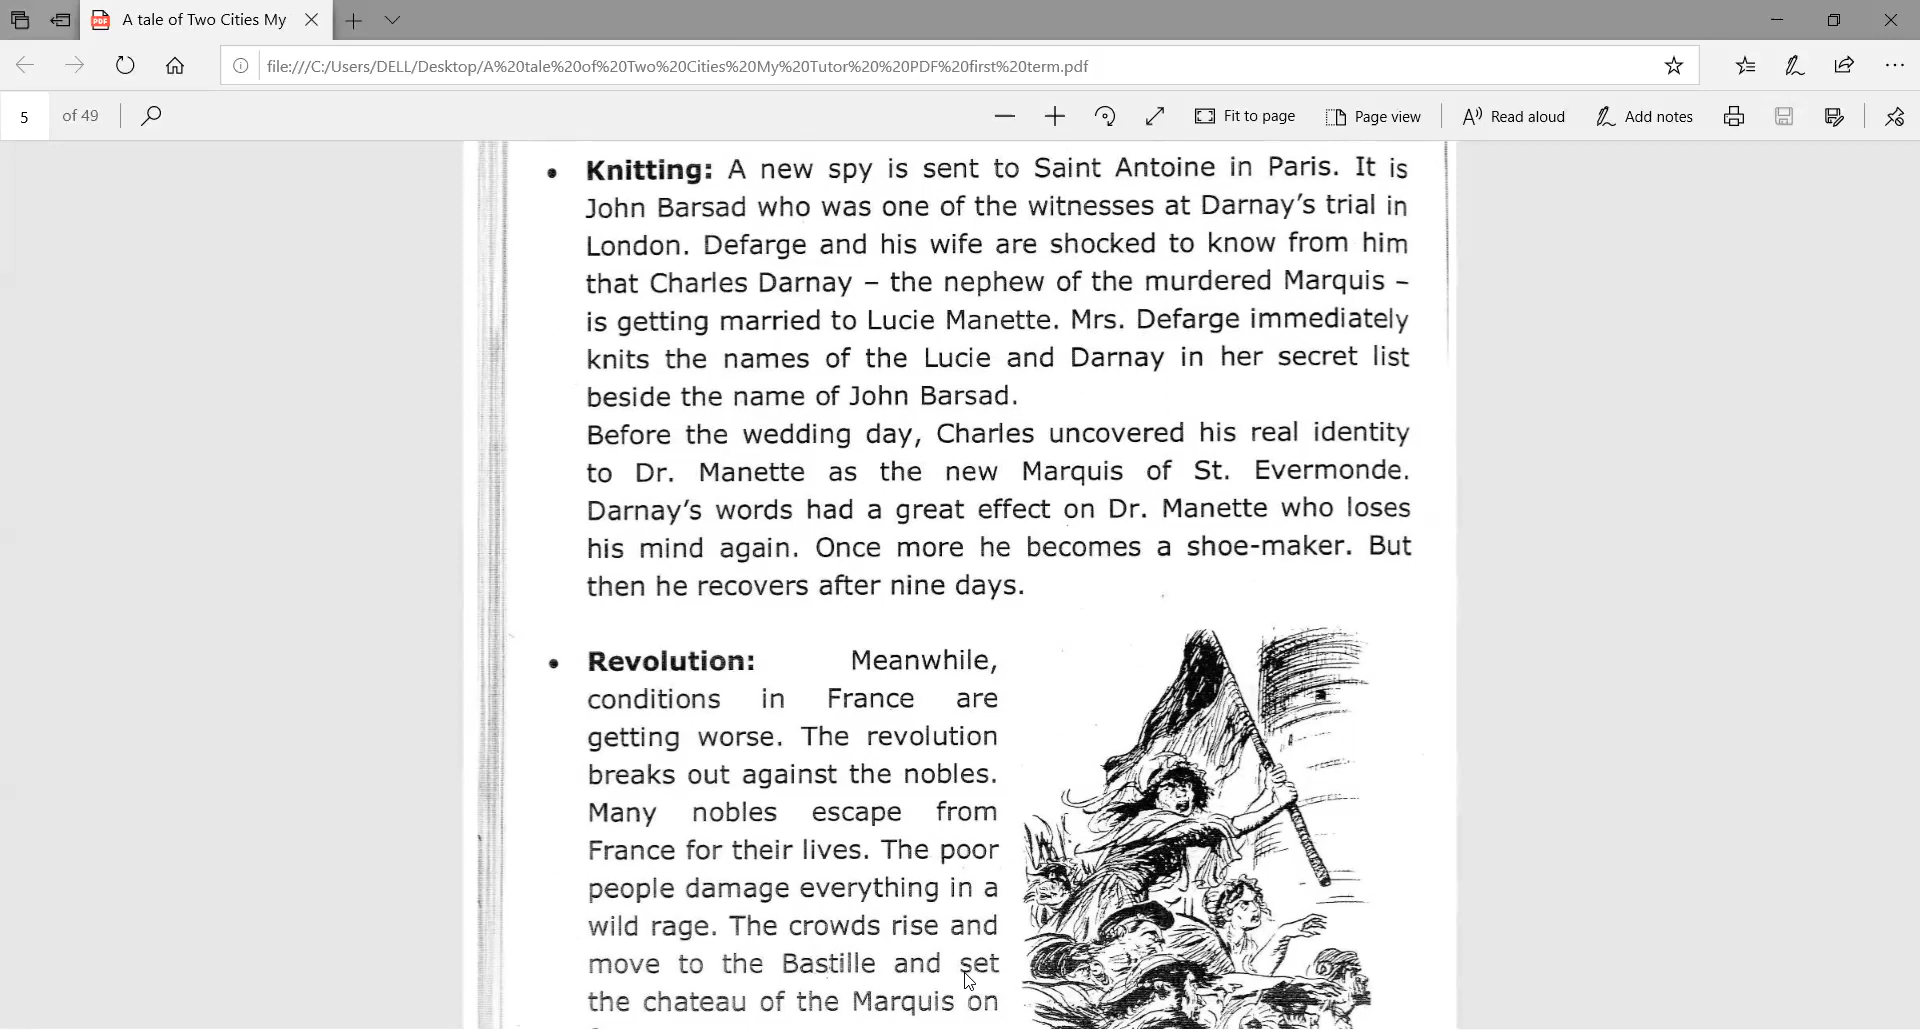 A tale of Two Cities My
file:///C:/Users/DELL/Desktop/A%20tale%20of%20Two%20Cities%20My%20Tutor%20%20PDF%20first%20term.pdf
5 of 49 Fit to page Page view Read aloud Add notes
• Knitting: A new spy is sent to Saint Antoine in Paris. It is
John Barsad who was one of the witnesses at Darnay's trial in
London. Defarge and his wife are shocked to know from him
that Charles Darnay – the nephew of the murdered Marquis –
is getting married to Lucie Manette. Mrs. Defarge immediately
knits the names of the Lucie and Darnay in her secret list
beside the name of John Barsad.
Before the wedding day, Charles uncovered his real identity
to Dr. Manette as the new Marquis of St. Evermonde.
Darnay's words had a great effect on Dr. Manette who loses
his mind again. Once more he becomes a shoe-maker. But
then he recovers after nine days.
• Revolution: Meanwhile,
conditions in France are
getting worse. The revolution
breaks out against the nobles.
Many nobles escape from
France for their lives. The poor
people damage everything in a
wild rage. The crowds rise and
move to the Bastille and set
the chateau of the Marquis on